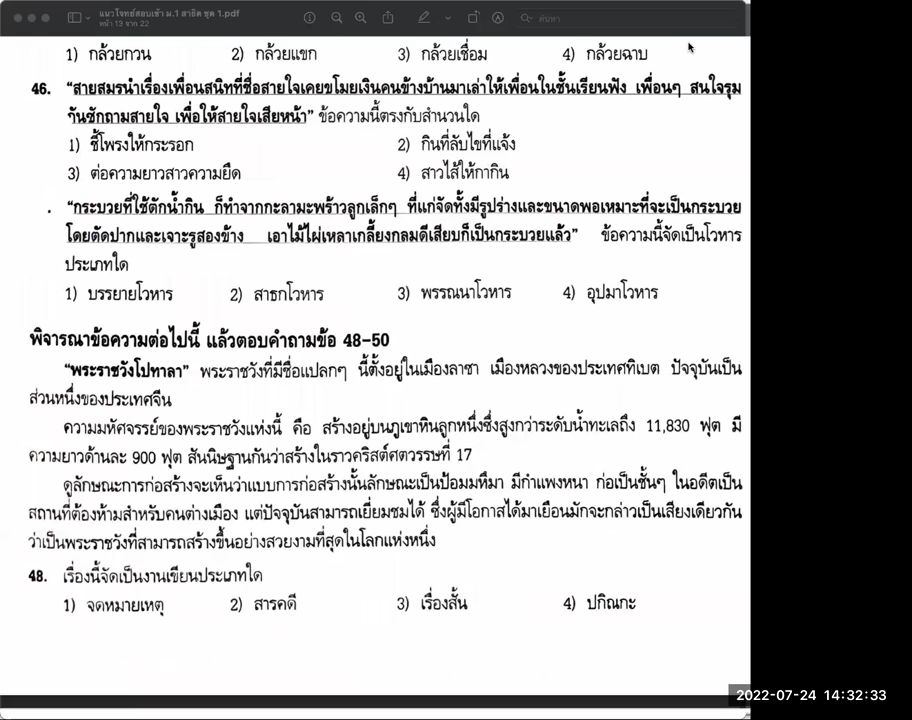 แนวโจทย์สอบเข้า ม.1 สาธิต ชุด 1.pdf
หน้า 13 จาก 22
ค้นหา
1) กล้วยกวน 2) กล้วยแขก 3) กล้วยเชื่อม 4) กล้วยฉาบ
46. "สายสมรนำเรื่องเพื่อนสนิทที่ชื่อสายใจเคยขโมยเงินคนข้างบ้านมาเล่าให้เพื่อนในชั้นเรียนฟัง เพื่อนๆ สนใจรุม
กันซักถามสายใจ เพื่อให้สายใจเสียหน้า" ข้อความนี้ตรงกับสำนวนใด
1) ชี้โพรงให้กระรอก 2) กินที่ลับไขที่แจ้ง
3) ต่อความยาวสาวความยืด 4) สาวไส้ให้กากิน
. "กระบวยที่ใช้ตักน้ำกิน ก็ทำจากกะลามะพร้าวลูกเล็กๆ ที่แก่จัดทั้งมีรูปร่างและขนาดพอเหมาะที่จะเป็นกระบวย
โดยตัดปากและเจาะรูสองข้าง เอาไม้ไผ่เหลาเกลี้ยงกลมดีเสียบก็เป็นกระบวยแล้ว" ข้อความนี้จัดเป็นโวหาร
ประเภทใด
1) บรรยายโวหาร 2) สาธกโวหาร 3) พรรณนาโวหาร 4) อุปมาโวหาร
พิจารณาข้อความต่อไปนี้ แล้วตอบคำถามข้อ 48-50
"พระราชวังโปทาลา" พระราชวังที่มีชื่อแปลกๆ นี้ตั้งอยู่ในเมืองลาซา เมืองหลวงของประเทศทิเบต ปัจจุบันเป็น
ส่วนหนึ่งของประเทศจีน
ความมหัศจรรย์ของพระราชวังแห่งนี้ คือ สร้างอยู่บนภูเขาหินลูกหนึ่งซึ่งสูงกว่าระดับน้ำทะเลถึง 11,830 ฟุต มี
ความยาวด้านละ 900 ฟุต สันนิษฐานกันว่าสร้างในราวคริสต์ศตวรรษที่ 17
ดูลักษณะการก่อสร้างจะเห็นว่าแบบการก่อสร้างนั้นลักษณะเป็นป้อมมหึมา มีกำแพงหนา ก่อเป็นชั้นๆ ในอดีตเป็น
สถานที่ต้องห้ามสำหรับคนต่างเมือง แต่ปัจจุบันสามารถเยี่ยมชมได้ ซึ่งผู้มีโอกาสได้มาเยือนมักจะกล่าวเป็นเสียงเดียวกัน
ว่าเป็นพระราชวังที่สามารถสร้างขึ้นอย่างสวยงามที่สุดในโลกแห่งหนึ่ง
48. เรื่องนี้จัดเป็นงานเขียนประเภทใด
1) จดหมายเหตุ 2) สารคดี 3) เรื่องสั้น 4) ปกิณกะ
2022-07-24 14:32:33